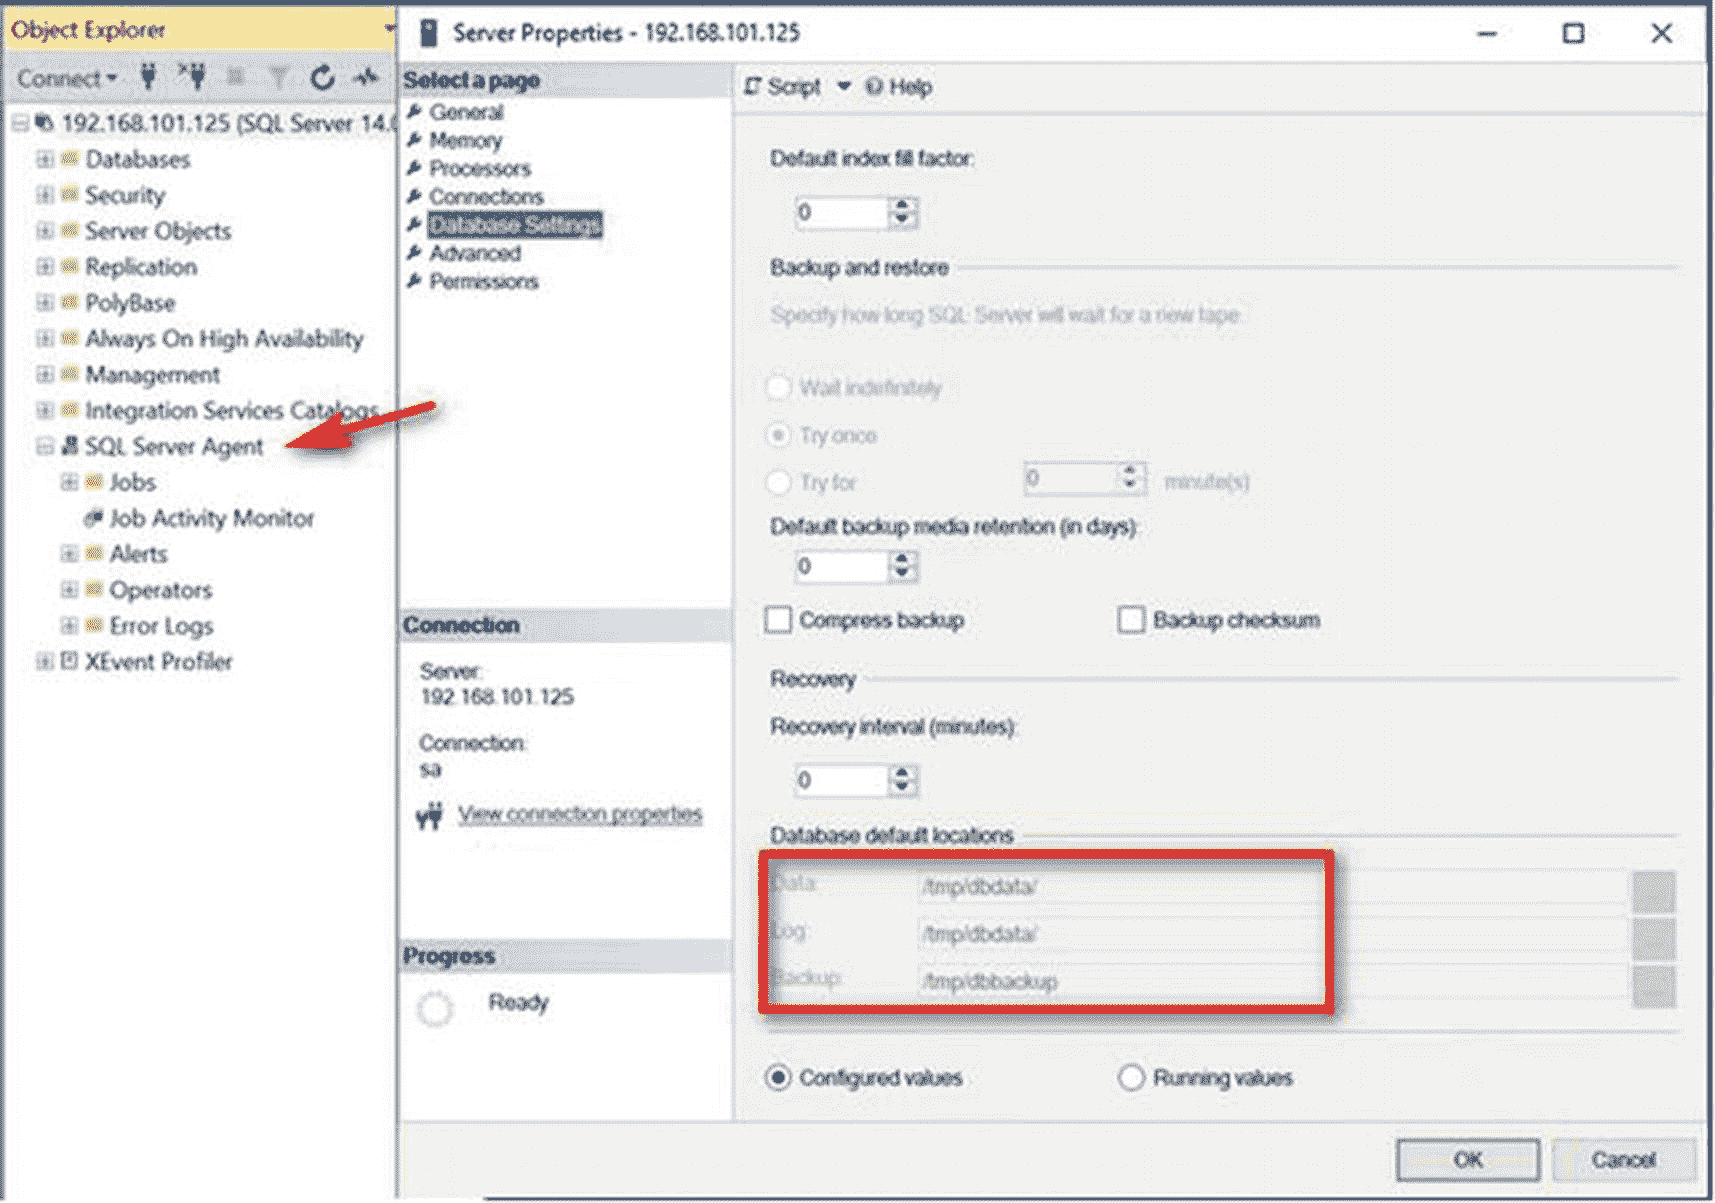 Object Explorer
Connect
192.168.101.125 (SQL Server 14.0
Databases
Security
Server Objects
Replication
PolyBase
Always On High Availability
Management
Integration Services Catalogs
SQL Server Agent
Jobs
Job Activity Monitor
Alerts
Operators
Error Logs
XEvent Profiler
Server Properties - 192.168.101.125
Select a page
General
Memory
Processors
Connections
Database Settings
Advanced
Permissions
Connection
Server:
192.168.101.125
Connection:
sa
View connection properties
Progress
Ready
Script Help
Default index fill factor:
0
Backup and restore
Specify how long SQL Server will wait for a new tape.
Wait indefinitely
Try once
Try for 0 minute(s)
Default backup media retention (in days):
0
Compress backup Backup checksum
Recovery
Recovery interval (minutes):
0
Database default locations
Data: /tmp/dbdata/
Log: /tmp/dbdata/
Backup: /tmp/dbbackup
Configured values Running values
OK Cancel